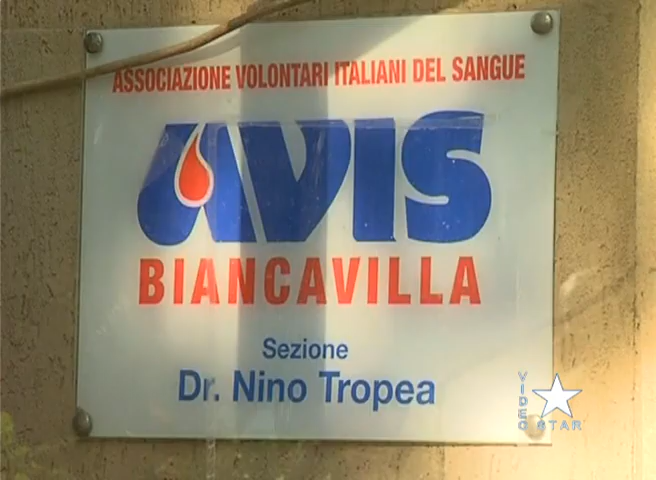 ASSOCIAZIONE VOLONTARI ITALIANI DEL SANGUE
AVIS
BIANCAVILLA
Sezione
Dr. Nino Tropea
VIDEO
STAR